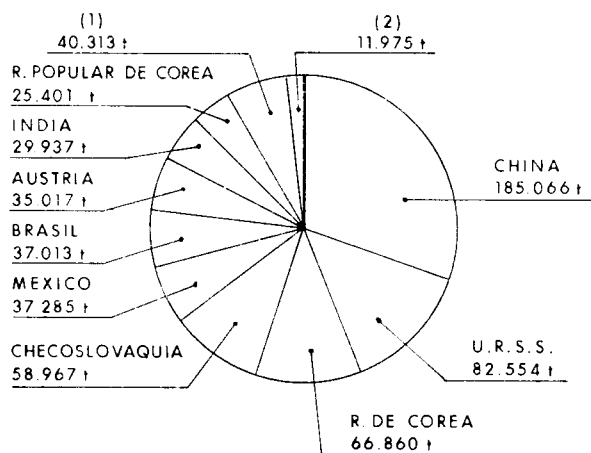 (1)
40.313 t
(2)
11.975 t
R. POPULAR DE COREA
25.401 t
INDIA
29.937 t
AUSTRIA
35.017 t
BRASIL
37.013 t
MEXICO
37.285 t
CHECOSLOVAQUIA
58.967 t
CHINA
185.066 t
U.R.S.S.
82.554 t
R. DE COREA
66.860 t